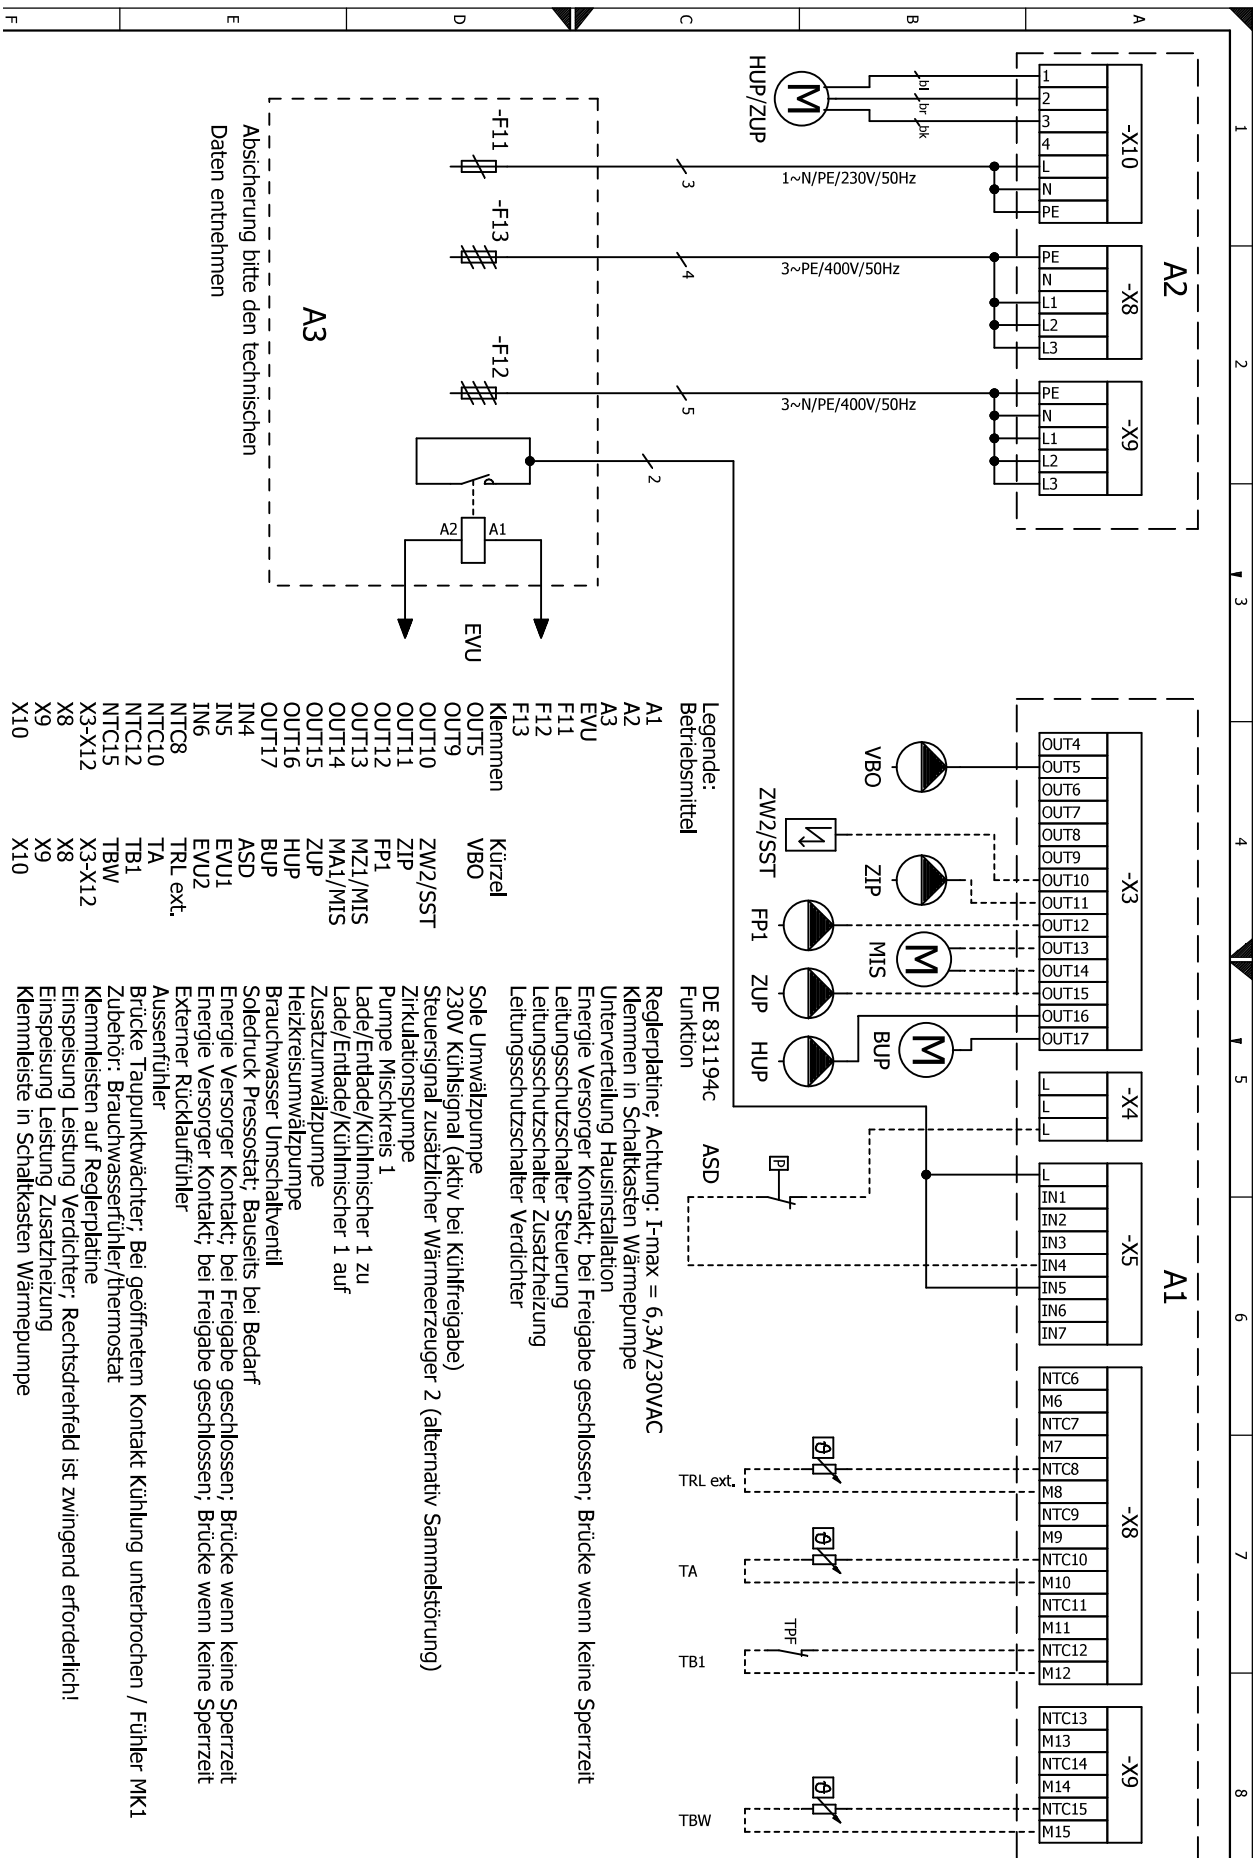 1
2
3
4
5
6
7
8
A
B
C
D
E
F
A2
-X10
1
2
3
4
L
N
PE
-X8
PE
N
L1
L2
L3
-X9
PE
N
L1
L2
L3
bl
br
bk
HUP/ZUP
M
1~N/PE/230V/50Hz
3~PE/400V/50Hz
3~N/PE/400V/50Hz
3
4
5
2
-F11
-F13
-F12
A2
A1
A3
EVU
Absicherung bitte den technischen
Daten entnehmen
A1
-X3
OUT4
OUT5
OUT6
OUT7
OUT8
OUT9
OUT10
OUT11
OUT12
OUT13
OUT14
OUT15
OUT16
OUT17
-X4
L
L
L
-X5
L
IN1
IN2
IN3
IN4
IN5
IN6
IN7
-X8
NTC6
M6
NTC7
M7
NTC8
M8
NTC9
M9
NTC10
M10
NTC11
M11
NTC12
M12
-X9
NTC13
M13
NTC14
M14
NTC15
M15
VBO
ZW2/SST
ZIP
FP1
MIS
M
ZUP
HUP
BUP
M
ASD
P
TRL ext.
ϑ
TA
ϑ
TB1
TPF
TBW
ϑ
Legende: DE 831194c
Betriebsmittel Funktion
A1 Reglerplatine; Achtung: I-max = 6,3A/230VAC
A2 Klemmen in Schaltkasten Wärmepumpe
A3 Unterverteilung Hausinstallation
EVU Energie Versorger Kontakt; bei Freigabe geschlossen; Brücke wenn keine Sperrzeit
F11 Leitungsschutzschalter Steuerung
F12 Leitungsschutzschalter Zusatzheizung
F13 Leitungsschutzschalter Verdichter
Klemmen Kürzel
OUT5 VBO Sole Umwälzpumpe
OUT9 230V Kühlsignal (aktiv bei Kühlfreigabe)
OUT10 ZW2/SST Steuersignal zusätzlicher Wärmeerzeuger 2 (alternativ Sammelstörung)
OUT11 ZIP Zirkulationspumpe
OUT12 FP1 Pumpe Mischkreis 1
OUT13 MZ1/MIS Lade/Entlade/Kühlmischer 1 zu
OUT14 MA1/MIS Lade/Entlade/Kühlmischer 1 auf
OUT15 ZUP Zusatzumwälzpumpe
OUT16 HUP Heizkreisumwälzpumpe
OUT17 BUP Brauchwasser Umschaltventil
IN4 ASD Soledruck Pressostat; Bauseits bei Bedarf
IN5 EVU1 Energie Versorger Kontakt; bei Freigabe geschlossen; Brücke wenn keine Sperrzeit
IN6 EVU2 Energie Versorger Kontakt; bei Freigabe geschlossen; Brücke wenn keine Sperrzeit
NTC8 TRL ext. Externer Rücklauffühler
NTC10 TA Aussenfühler
NTC12 TB1 Brücke Taupunktwächter; Bei geöffnetem Kontakt Kühlung unterbrochen / Fühler MK1
NTC15 TBW Zubehör: Brauchwasserfühler/thermostat
X3-X12 X3-X12 Klemmleisten auf Reglerplatine
X8 X8 Einspeisung Leistung Verdichter; Rechtsdrehfeld ist zwingend erforderlich!
X9 X9 Einspeisung Leistung Zusatzheizung
X10 X10 Klemmleiste in Schaltkasten Wärmepumpe